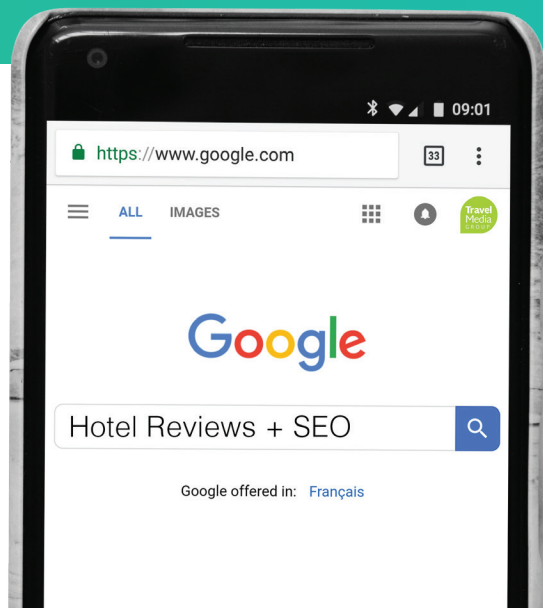 09:01
https://www.google.com
33
ALL IMAGES
Travel
Media
GROUP
Google
Hotel Reviews + SEO
Google offered in: Français